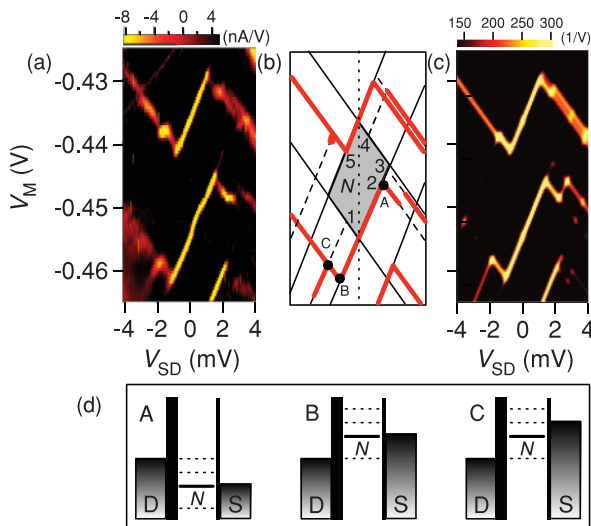 -8 -4 0 4 (nA/V)
(a)
-0.43
-0.44
-0.45
-0.46
V_M (V)
-4 -2 0 2 4
V_SD (mV)
(b)
4
5
3
N
2
A
1
C
B
150 200 250 300 (1/V)
(c)
-4 -2 0 2 4
V_SD (mV)
(d)
A
D N S
B
D N S
C
D N S